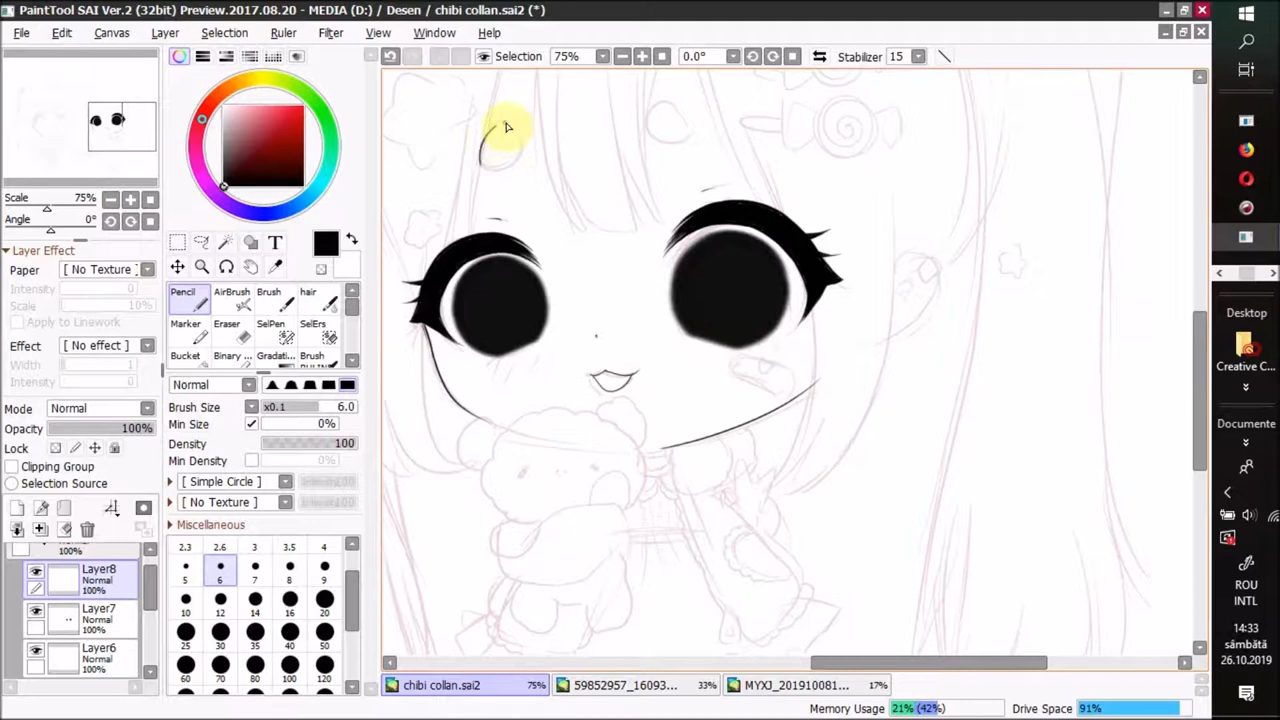 PaintTool SAI Ver.2 (32bit) Preview.2017.08.20 - MEDIA (D:) / Desen / chibi collan.sai2 (*)
File Edit Canvas Layer Selection Ruler Filter View Window Help
Selection 75% 0.0° Stabilizer 15
Scale 75%
Angle 0°
Layer Effect
Paper [ No Texture ]
Intensity 0
Scale 10%
Apply to Linework
Effect [ No effect ]
Width 1
Intensity 0
Mode Normal
Opacity 100%
Lock
Clipping Group
Selection Source
100%
Layer8
Normal
100%
Layer7
Normal
100%
Layer6
Normal
100%
T
Pencil AirBrush Brush hair
Marker Eraser SelPen SelErs
Bucket Binary ... Gradati... Brush
Normal
Brush Size x0.1 6.0
Min Size 0%
Density 100
Min Density 0%
[ Simple Circle ]
[ No Texture ]
Miscellaneous
2.3 2.6 3 3.5 4
5 6 7 8 9
10 12 14 16 20
25 30 35 40 50
60 70 80 100 120
chibi collan.sai2 75% 59852957_16093... 33% MYXJ_201910081... 17%
Memory Usage 21% (42%) Drive Space 91%
Desktop
Creative C...
Documente
ROU
INTL
14:33
sâmbătă
26.10.2019